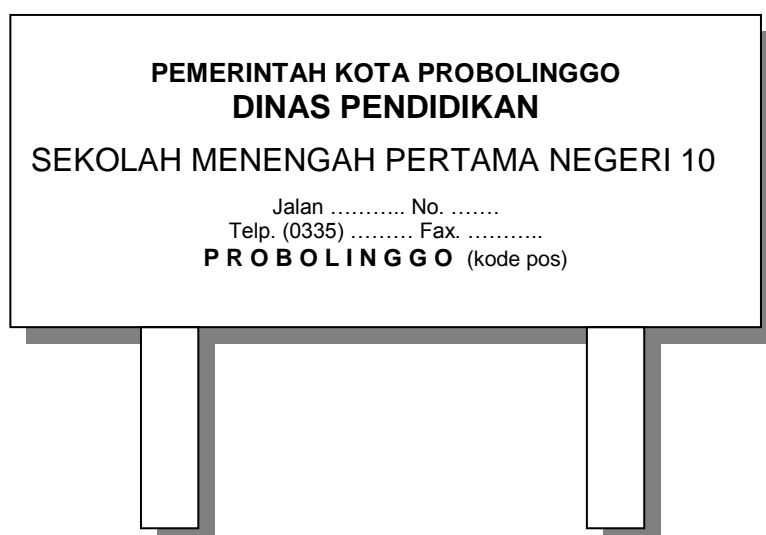 PEMERINTAH KOTA PROBOLINGGO
DINAS PENDIDIKAN
SEKOLAH MENENGAH PERTAMA NEGERI 10
Jalan ……….. No. …….
Telp. (0335) ……… Fax. ………..
P R O B O L I N G G O (kode pos)